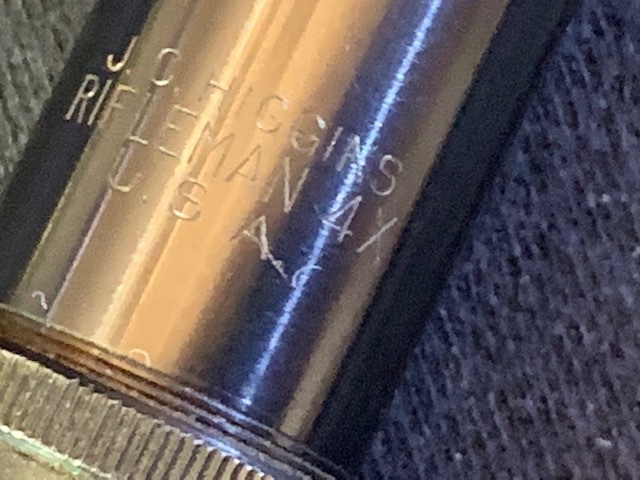 J.C. HIGGINS
RIFLEMAN 4X
U. S. A.